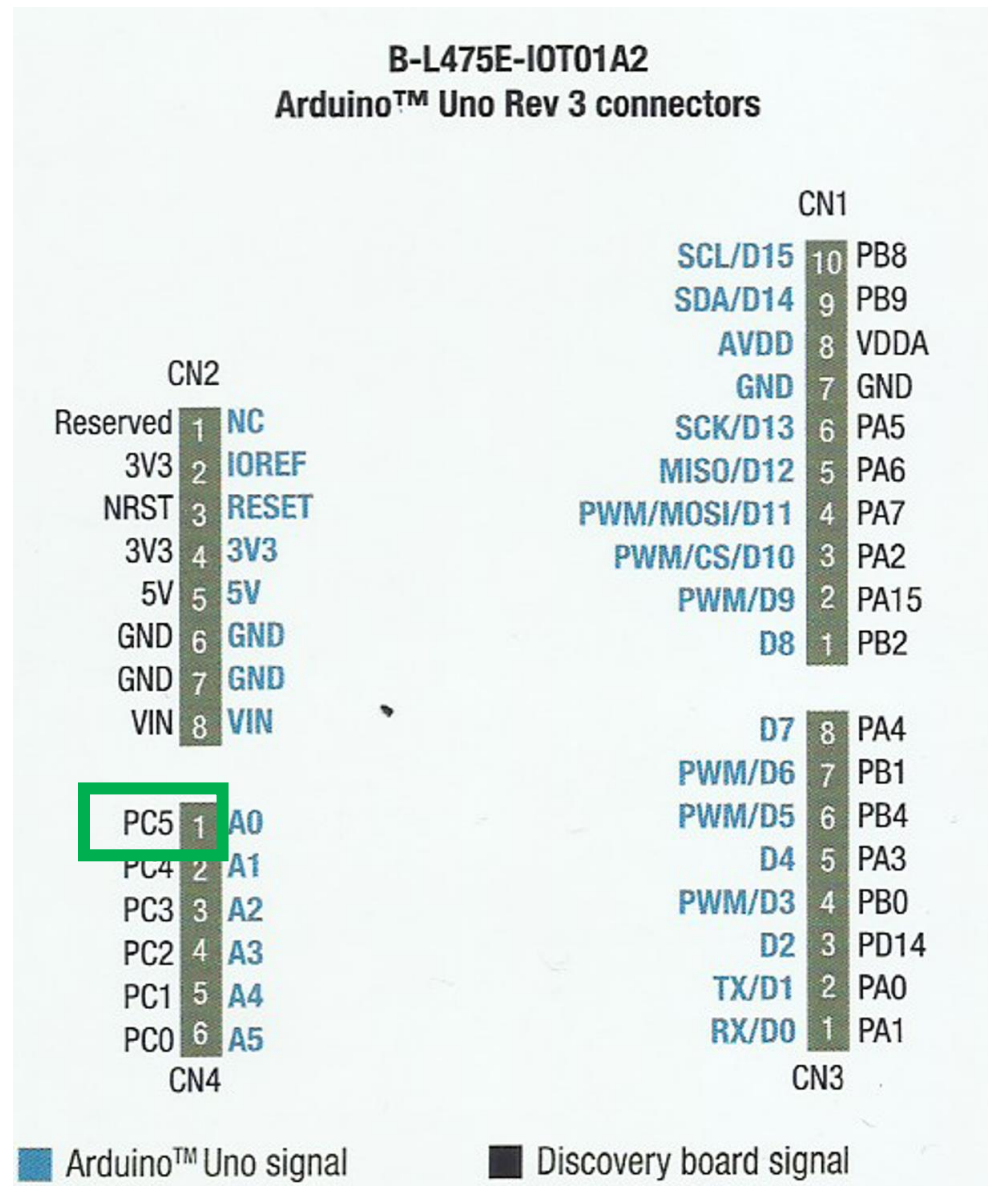 B-L475E-IOT01A2
Arduino™ Uno Rev 3 connectors
CN1
SCL/D15 10 PB8
SDA/D14 9 PB9
AVDD 8 VDDA
GND 7 GND
SCK/D13 6 PA5
MISO/D12 5 PA6
PWM/MOSI/D11 4 PA7
PWM/CS/D10 3 PA2
PWM/D9 2 PA15
D8 1 PB2
CN2
Reserved 1 NC
3V3 2 IOREF
NRST 3 RESET
3V3 4 3V3
5V 5 5V
GND 6 GND
GND 7 GND
VIN 8 VIN
PC5 1 A0
PC4 2 A1
PC3 3 A2
PC2 4 A3
PC1 5 A4
PC0 6 A5
CN4
D7 8 PA4
PWM/D6 7 PB1
PWM/D5 6 PB4
D4 5 PA3
PWM/D3 4 PB0
D2 3 PD14
TX/D1 2 PA0
RX/D0 1 PA1
CN3
Arduino™ Uno signal
Discovery board signal